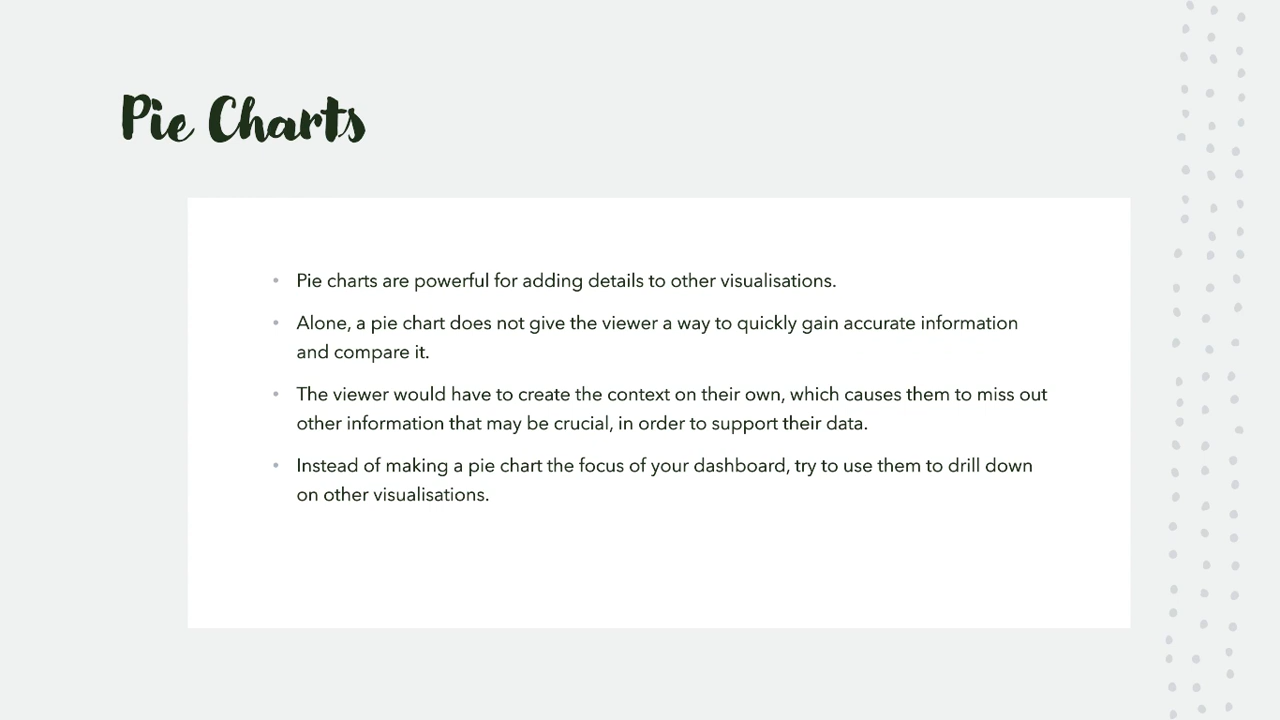 Pie Charts
• Pie charts are powerful for adding details to other visualisations.
• Alone, a pie chart does not give the viewer a way to quickly gain accurate information
and compare it.
• The viewer would have to create the context on their own, which causes them to miss out
other information that may be crucial, in order to support their data.
• Instead of making a pie chart the focus of your dashboard, try to use them to drill down
on other visualisations.